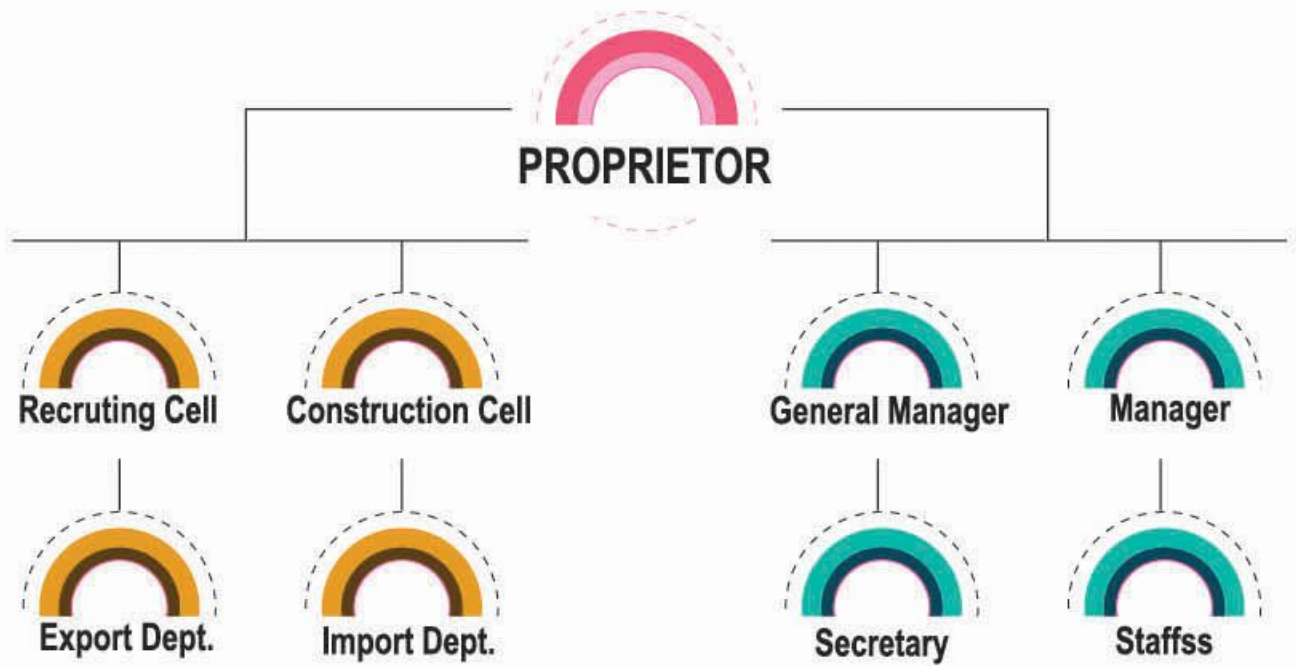 PROPRIETOR
Recruting Cell
Construction Cell
General Manager
Manager
Export Dept.
Import Dept.
Secretary
Staffss